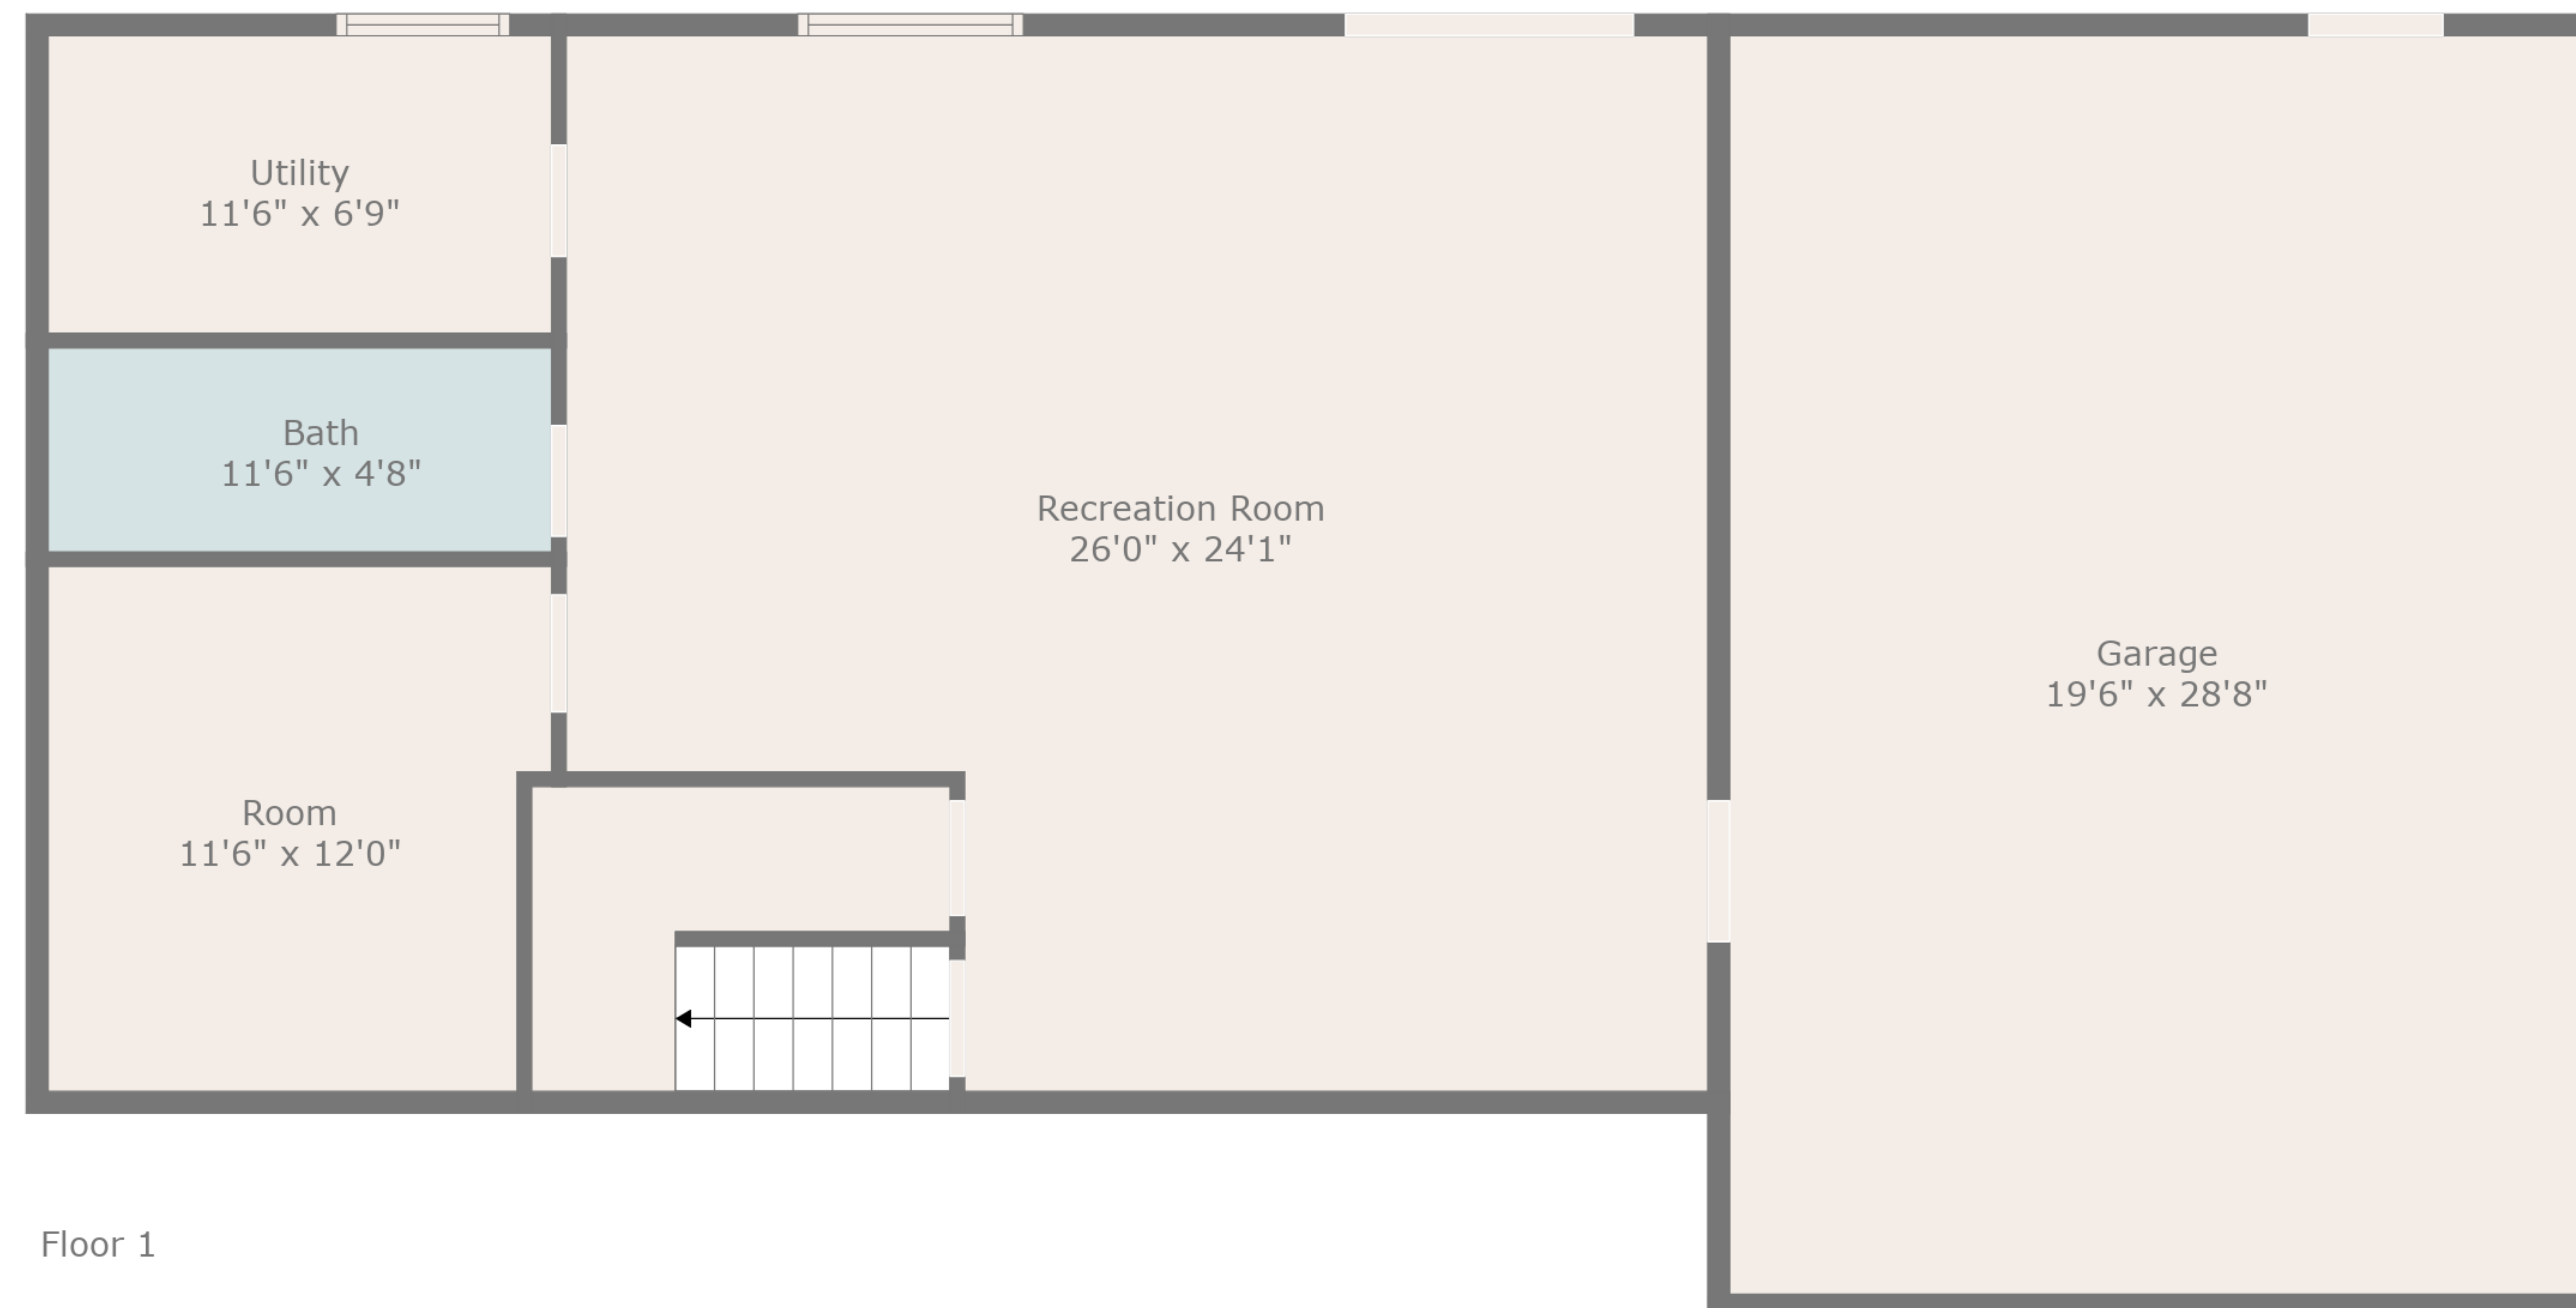 Utility
11'6" x 6'9"
Bath
11'6" x 4'8"
Recreation Room
26'0" x 24'1"
Garage
19'6" x 28'8"
Room
11'6" x 12'0"
Floor 1